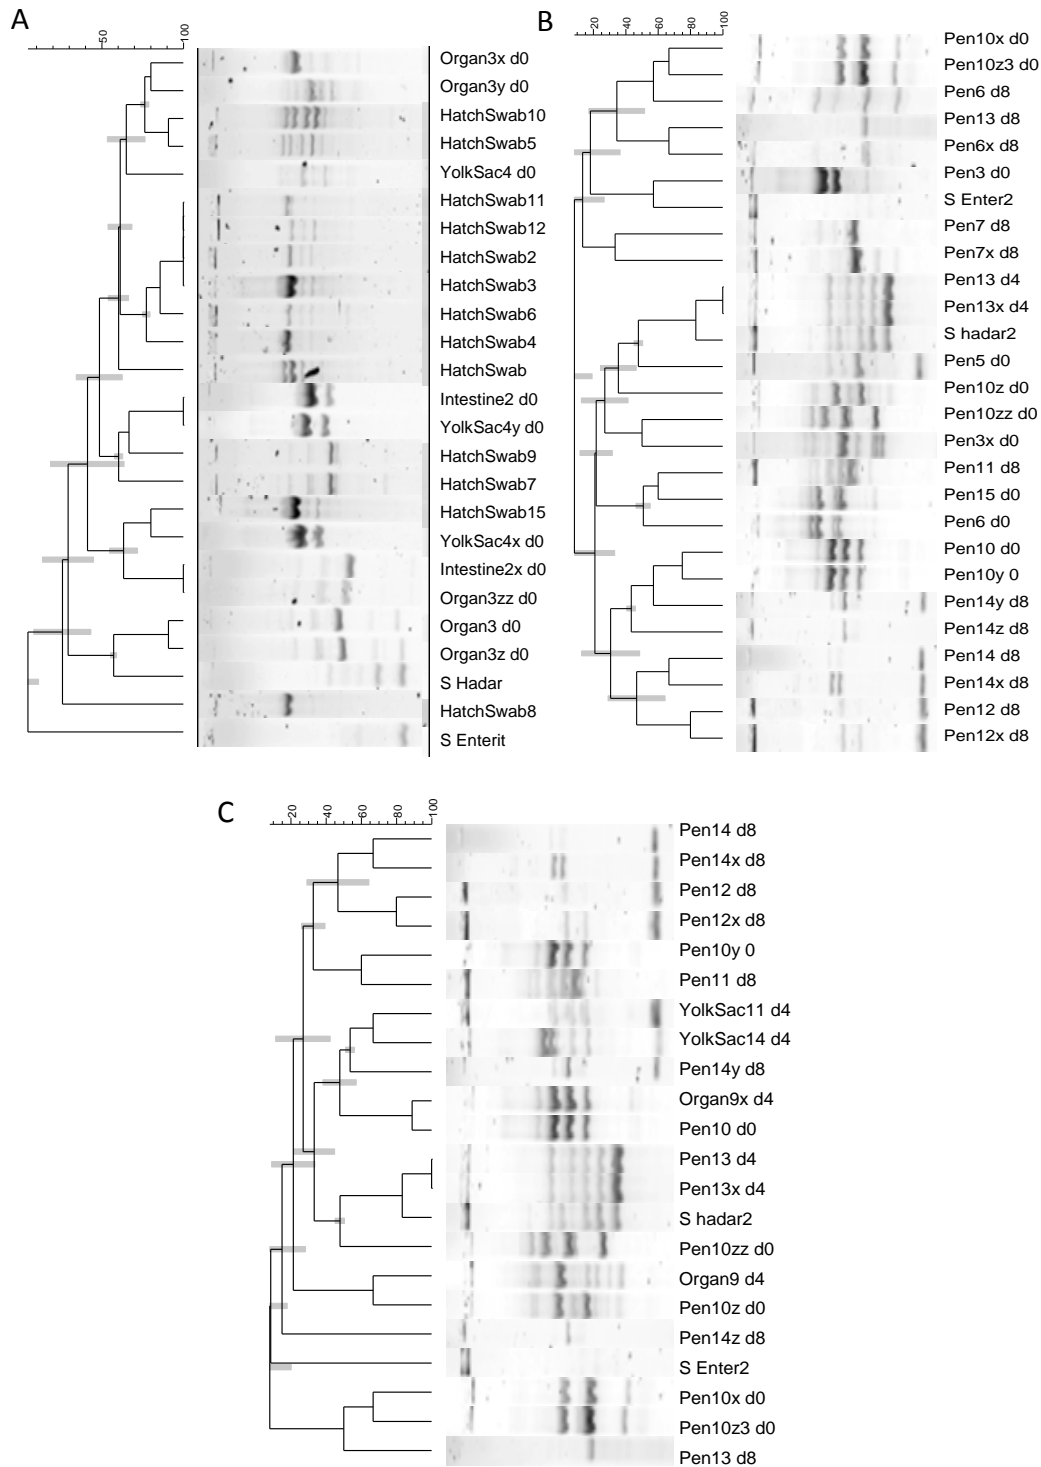 A
50
100
Organ3x d0
Organ3y d0
HatchSwab10
HatchSwab5
YolkSac4 d0
HatchSwab11
HatchSwab12
HatchSwab2
HatchSwab3
HatchSwab6
HatchSwab4
HatchSwab
Intestine2 d0
YolkSac4y d0
HatchSwab9
HatchSwab7
HatchSwab15
YolkSac4x d0
Intestine2x d0
Organ3zz d0
Organ3 d0
Organ3z d0
S Hadar
HatchSwab8
S Enterit
B
20
40
60
80
100
Pen10x d0
Pen10z3 d0
Pen6 d8
Pen13 d8
Pen6x d8
Pen3 d0
S Enter2
Pen7 d8
Pen7x d8
Pen13 d4
Pen13x d4
S hadar2
Pen5 d0
Pen10z d0
Pen10zz d0
Pen3x d0
Pen11 d8
Pen15 d0
Pen6 d0
Pen10 d0
Pen10y 0
Pen14y d8
Pen14z d8
Pen14 d8
Pen14x d8
Pen12 d8
Pen12x d8
C
20
40
60
80
100
Pen14 d8
Pen14x d8
Pen12 d8
Pen12x d8
Pen10y 0
Pen11 d8
YolkSac11 d4
YolkSac14 d4
Pen14y d8
Organ9x d4
Pen10 d0
Pen13 d4
Pen13x d4
S hadar2
Pen10zz d0
Organ9 d4
Pen10z d0
Pen14z d8
S Enter2
Pen10x d0
Pen10z3 d0
Pen13 d8